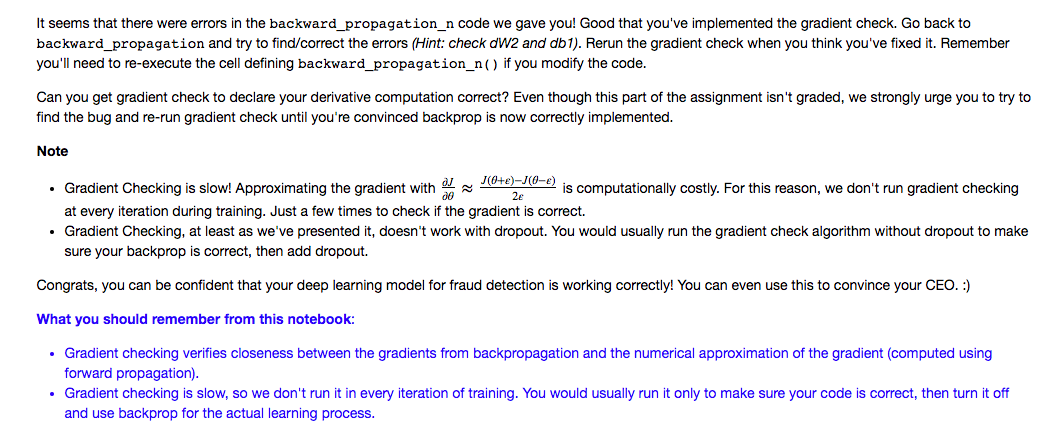 It seems that there were errors in the backward_propagation_n code we gave you! Good that you've implemented the gradient check. Go back to
backward_propagation and try to find/correct the errors (Hint: check dW2 and db1). Rerun the gradient check when you think you've fixed it. Remember
you'll need to re-execute the cell defining backward_propagation_n() if you modify the code.
Can you get gradient check to declare your derivative computation correct? Even though this part of the assignment isn't graded, we strongly urge you to try to
find the bug and re-run gradient check until you're convinced backprop is now correctly implemented.
Note
• Gradient Checking is slow! Approximating the gradient with ∂J/∂θ ≈ J(θ+ε)−J(θ−ε)/2ε is computationally costly. For this reason, we don't run gradient checking
at every iteration during training. Just a few times to check if the gradient is correct.
• Gradient Checking, at least as we've presented it, doesn't work with dropout. You would usually run the gradient check algorithm without dropout to make
sure your backprop is correct, then add dropout.
Congrats, you can be confident that your deep learning model for fraud detection is working correctly! You can even use this to convince your CEO. :)
What you should remember from this notebook:
• Gradient checking verifies closeness between the gradients from backpropagation and the numerical approximation of the gradient (computed using
forward propagation).
• Gradient checking is slow, so we don't run it in every iteration of training. You would usually run it only to make sure your code is correct, then turn it off
and use backprop for the actual learning process.